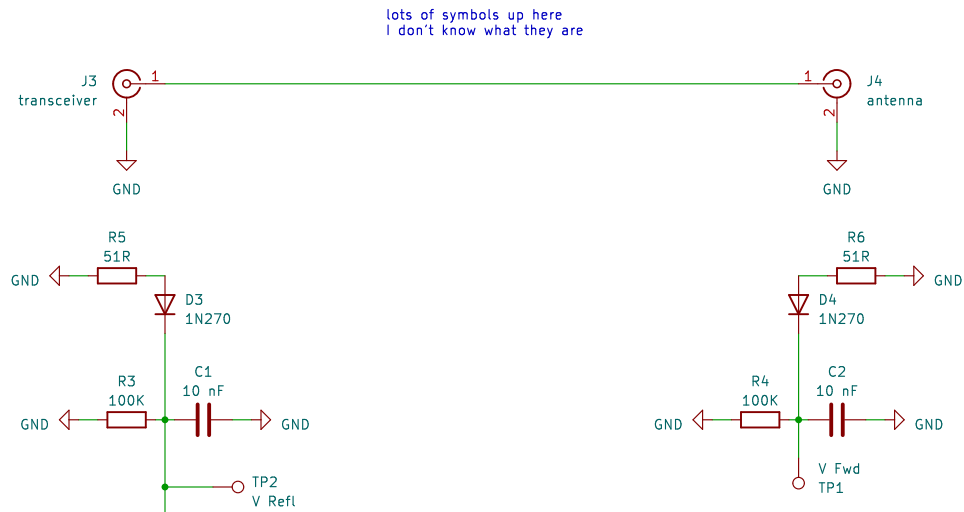 lots of symbols up here
I don't know what they are
J3
transceiver
1
2
GND
1
J4
antenna
2
GND
R5
51R
GND
D3
1N270
R6
51R
GND
D4
1N270
R3
100K
GND
C1
10 nF
GND
R4
100K
GND
C2
10 nF
GND
TP2
V Refl
V Fwd
TP1